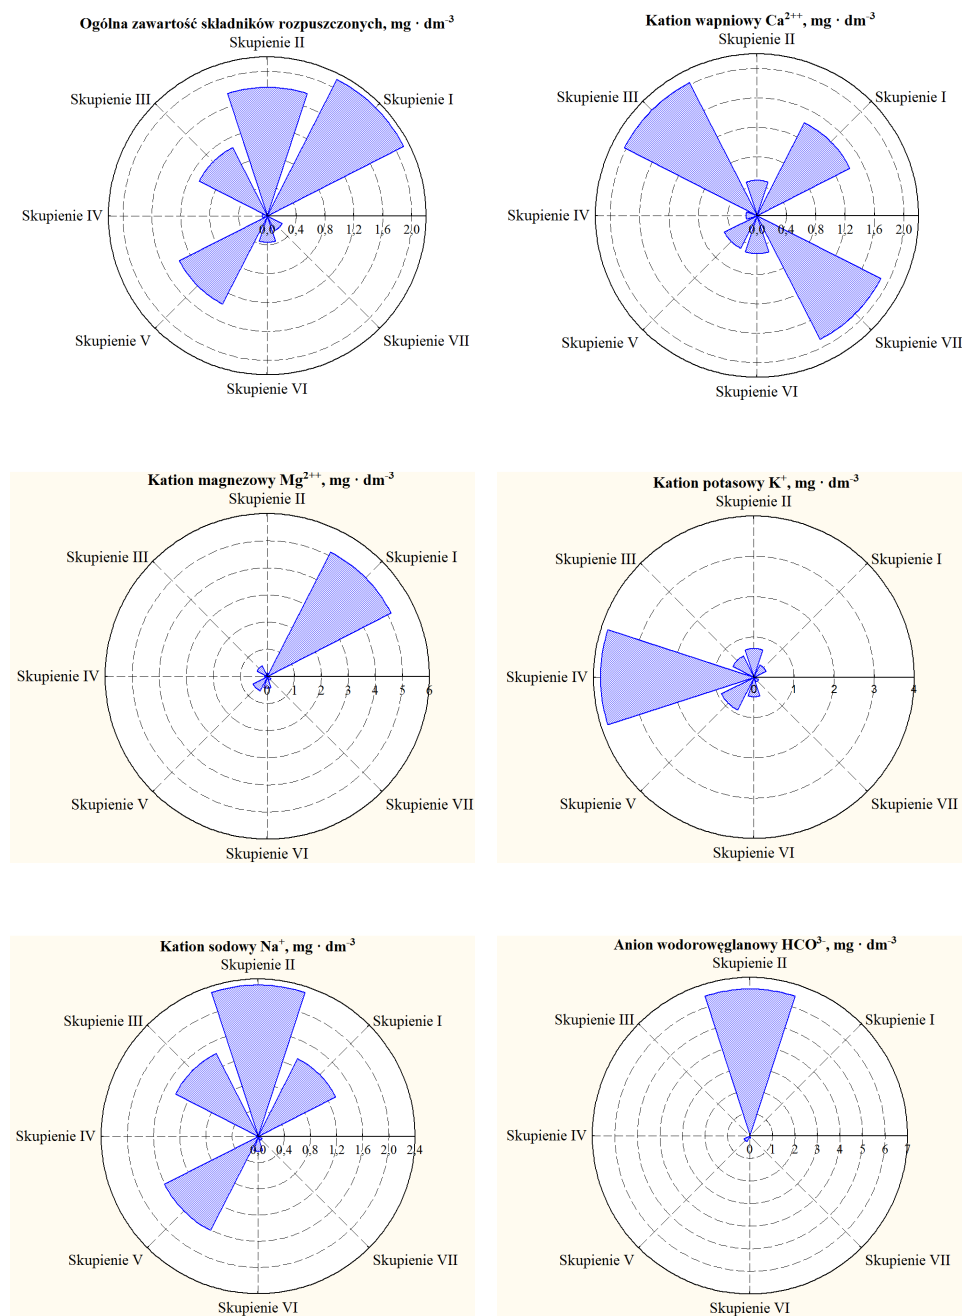 Ogólna zawartość składników rozpuszczonych, mg · dm-3
Skupienie II
Skupienie III
Skupienie I
Skupienie IV
0,0 0,4 0,8 1,2 1,6 2,0
Skupienie V
Skupienie VII
Skupienie VI
Kation wapniowy Ca2++, mg · dm-3
Skupienie II
Skupienie III
Skupienie I
Skupienie IV
0,0 0,4 0,8 1,2 1,6 2,0
Skupienie V
Skupienie VII
Skupienie VI
Kation magnezowy Mg2++, mg · dm-3
Skupienie II
Skupienie III
Skupienie I
Skupienie IV
0 1 2 3 4 5 6
Skupienie V
Skupienie VII
Skupienie VI
Kation potasowy K+, mg · dm-3
Skupienie II
Skupienie III
Skupienie I
Skupienie IV
0 1 2 3 4
Skupienie V
Skupienie VII
Skupienie VI
Kation sodowy Na+, mg · dm-3
Skupienie II
Skupienie III
Skupienie I
Skupienie IV
0,0 0,4 0,8 1,2 1,6 2,0 2,4
Skupienie V
Skupienie VII
Skupienie VI
Anion wodorowęglanowy HCO3-, mg · dm-3
Skupienie II
Skupienie III
Skupienie I
Skupienie IV
0 1 2 3 4 5 6 7
Skupienie V
Skupienie VII
Skupienie VI